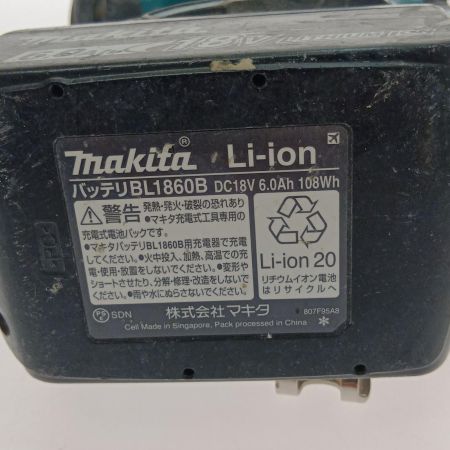 makita® Li-ion
バッテリBL1860B DC18V 6.0Ah 108Wh
警告 発熱・発火・破裂の恐れあり
●マキタ充電式工具専用の
充電式電池パックです。
●マキタバッテリBL1860B用充電器で充電
してください。●火中投入、加熱、高温での充
電・使用・放置をしないでください。●変形や
ショートさせたり、分解・修理・改造をしないで
ください。●雨や水にぬらさないでください。
Li-ion 20
リチウムイオン電池
はリサイクルへ
PSE SDN 株式会社マキタ 807F95A8
Cell Made in Singapore, Pack processed in China